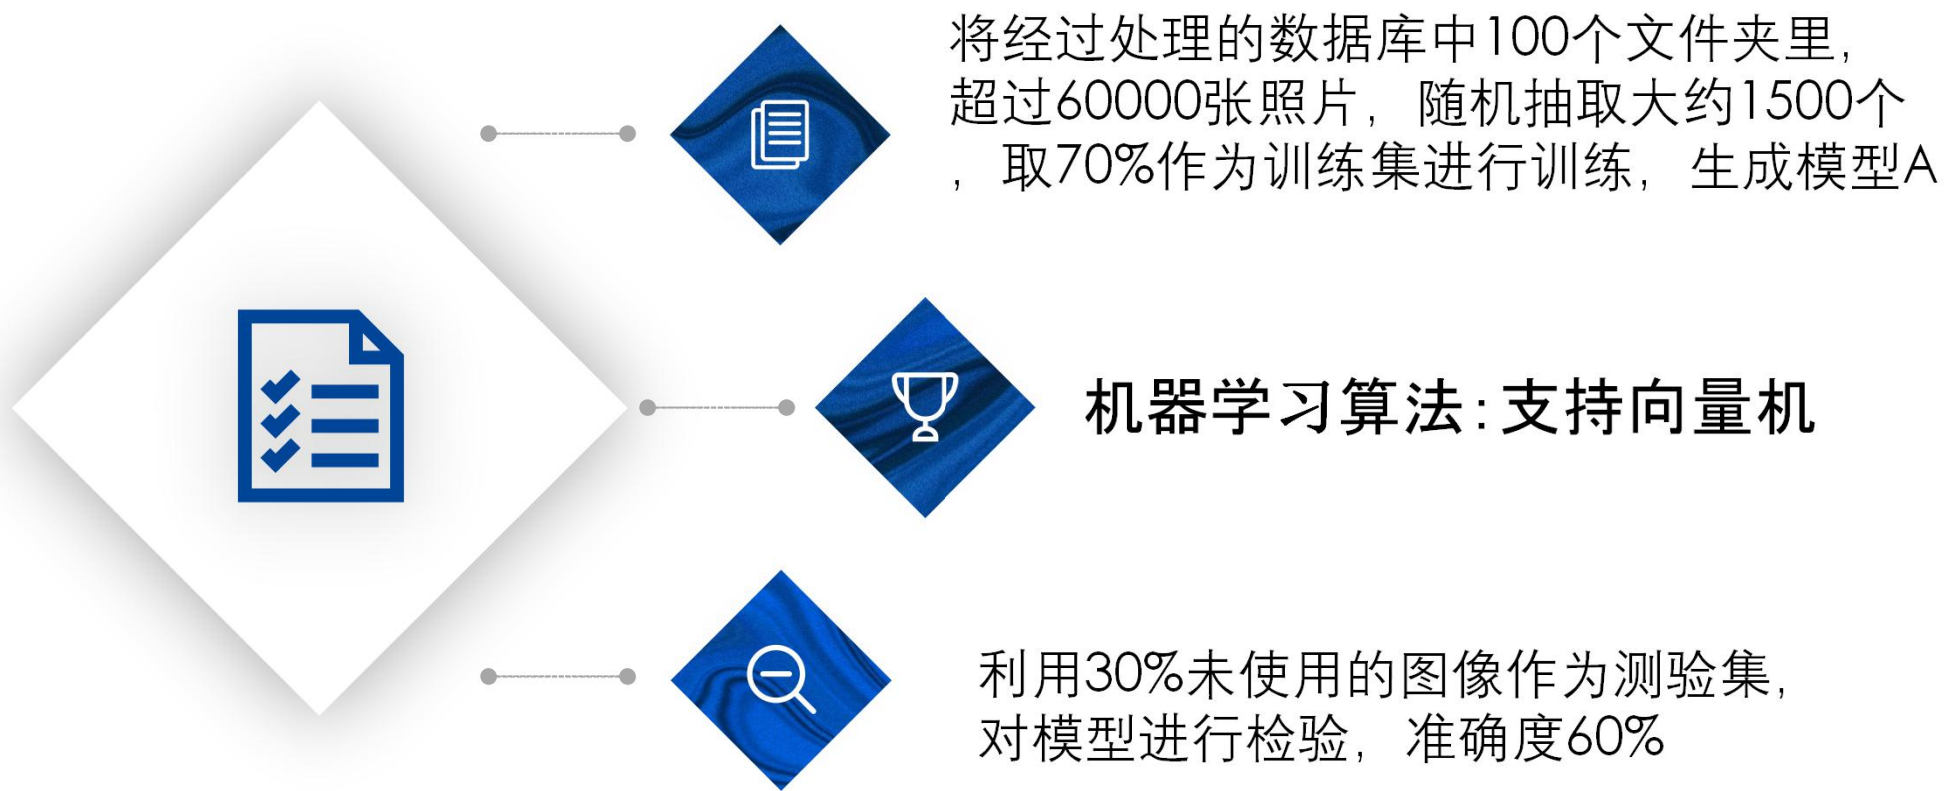 将经过处理的数据库中100个文件夹里,
超过60000张照片, 随机抽取大约1500个
, 取70%作为训练集进行训练, 生成模型A
机器学习算法:支持向量机
利用30%未使用的图像作为测验集,
对模型进行检验, 准确度60%